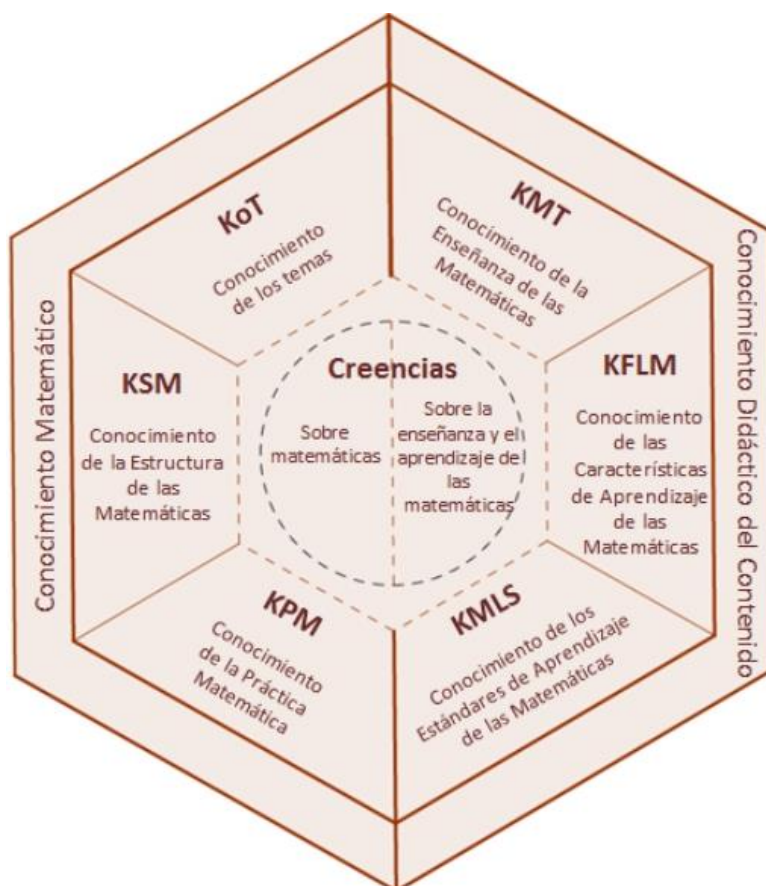 Conocimiento Matemático
KoT
Conocimiento
de los temas
KMT
Conocimiento de la
Enseñanza de las
Matemáticas
KSM
Conocimiento
de la Estructura
de las
Matemáticas
Creencias
Sobre
matemáticas
Sobre la
enseñanza y el
aprendizaje de
las
matemáticas
KFLM
Conocimiento
de las
Características
de Aprendizaje
de las
Matemáticas
KPM
Conocimiento
de la Práctica
Matemática
KMLS
Conocimiento de los
Estándares de Aprendizaje
de las Matemáticas
Conocimiento Didáctico del Contenido